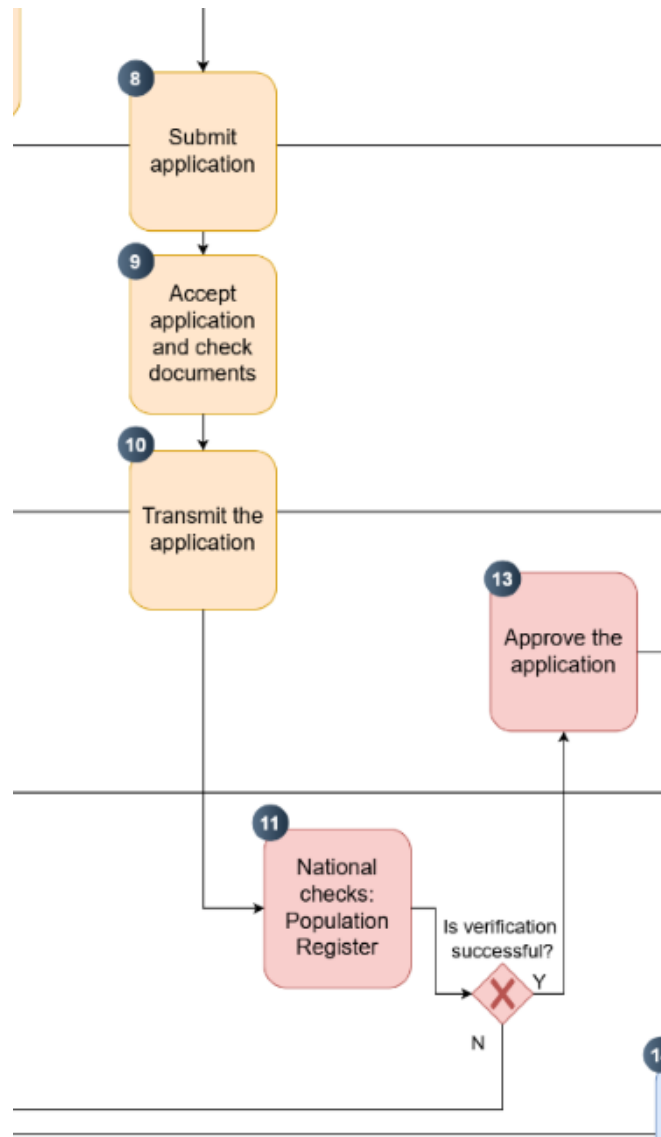 8
Submit
application
9
Accept
application
and check
documents
10
Transmit the
application
13
Approve the
application
11
National
checks:
Population
Register
Is verification
successful?
Y
N